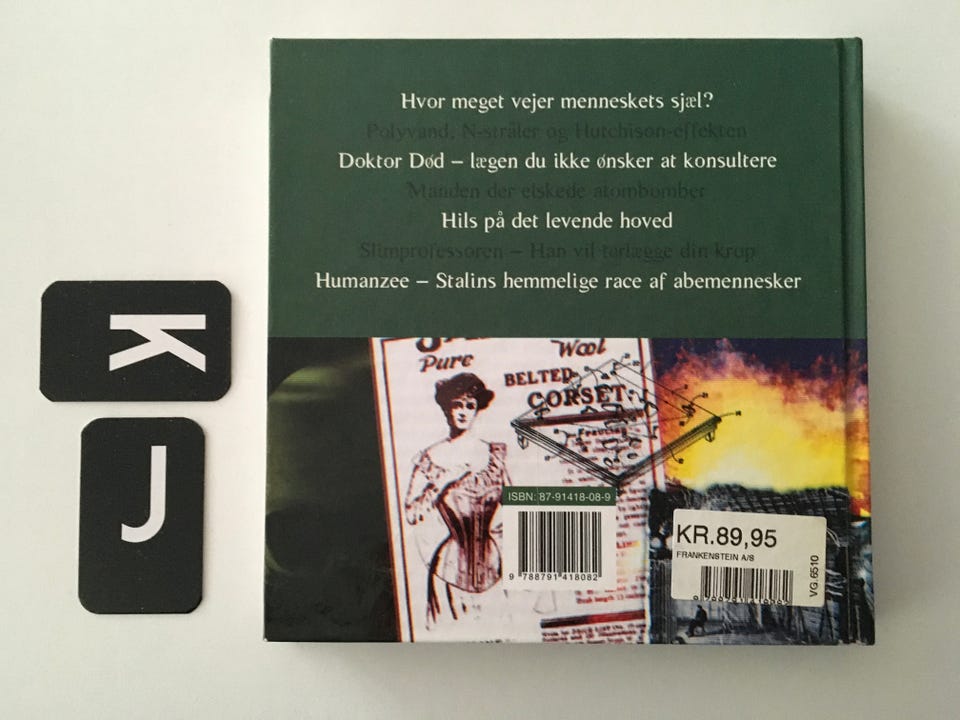 Hvor meget vejer menneskets sjæl?
Polyvand, N-stråler og Hutchison-effekten
Doktor Død – lægen du ikke ønsker at konsultere
Manden der elskede atombomber
Hils på det levende hoved
Slimprofessoren – Han vil forlægge din krop
Humanzee – Stalins hemmelige race af abemennesker
K
J
Pure
Wool
BELTED
CORSET
ISBN: 87-91418-08-9
9 788791 418082
KR.89,95
FRANKENSTEIN A/S
VG.6510